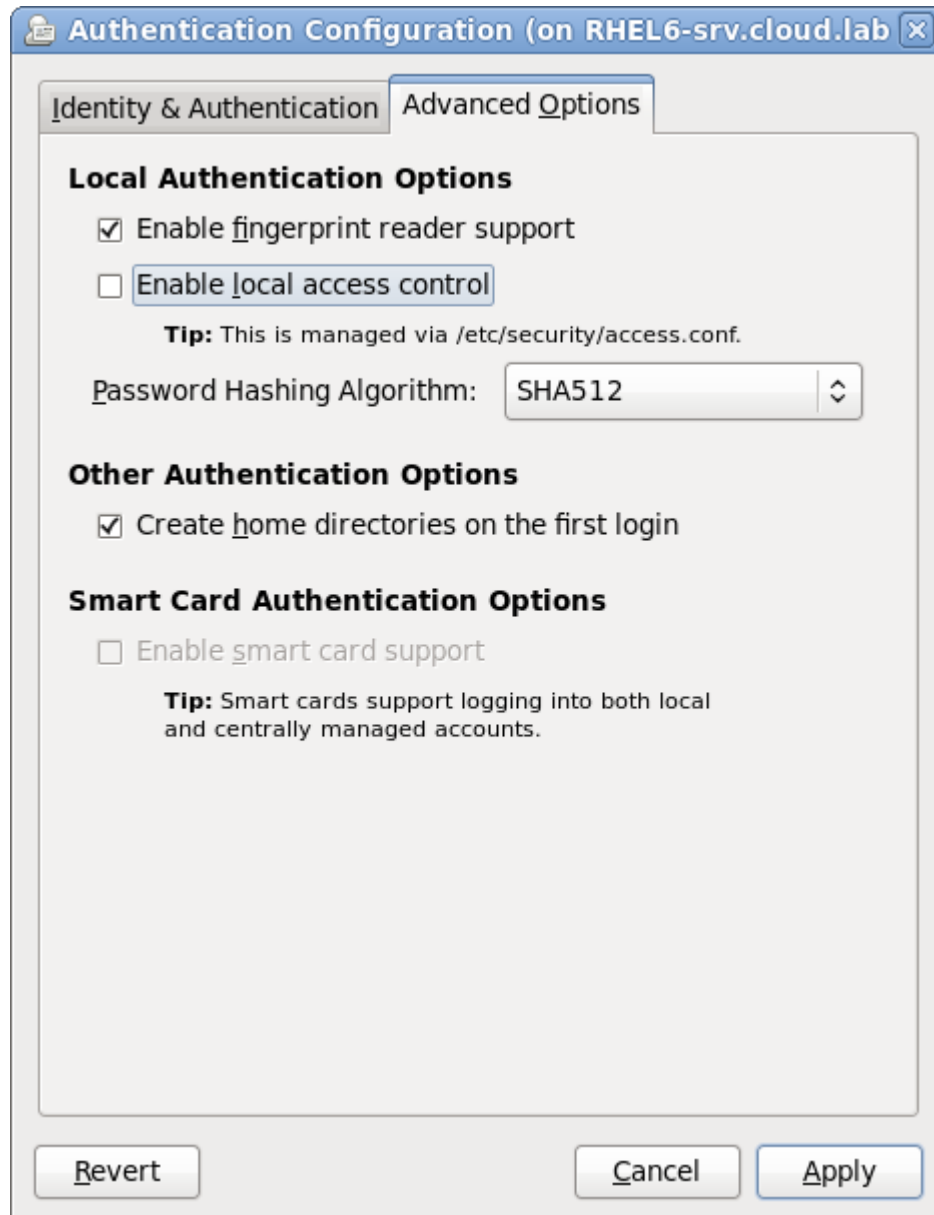 Authentication Configuration (on RHEL6-srv.cloud.lab
Identity & Authentication
Advanced Options
Local Authentication Options
Enable fingerprint reader support
Enable local access control
Tip: This is managed via /etc/security/access.conf.
Password Hashing Algorithm: SHA512
Other Authentication Options
Create home directories on the first login
Smart Card Authentication Options
Enable smart card support
Tip: Smart cards support logging into both local
and centrally managed accounts.
Revert
Cancel
Apply